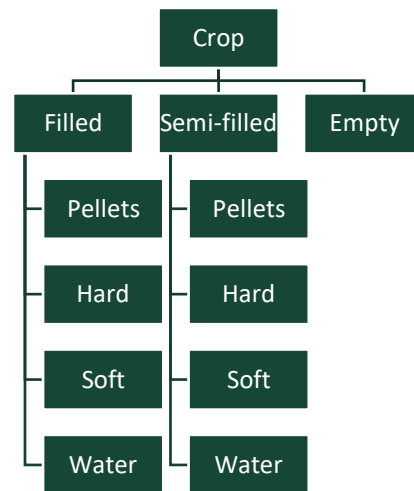 Crop
Filled
Semi-filled
Empty
Pellets
Pellets
Hard
Hard
Soft
Soft
Water
Water